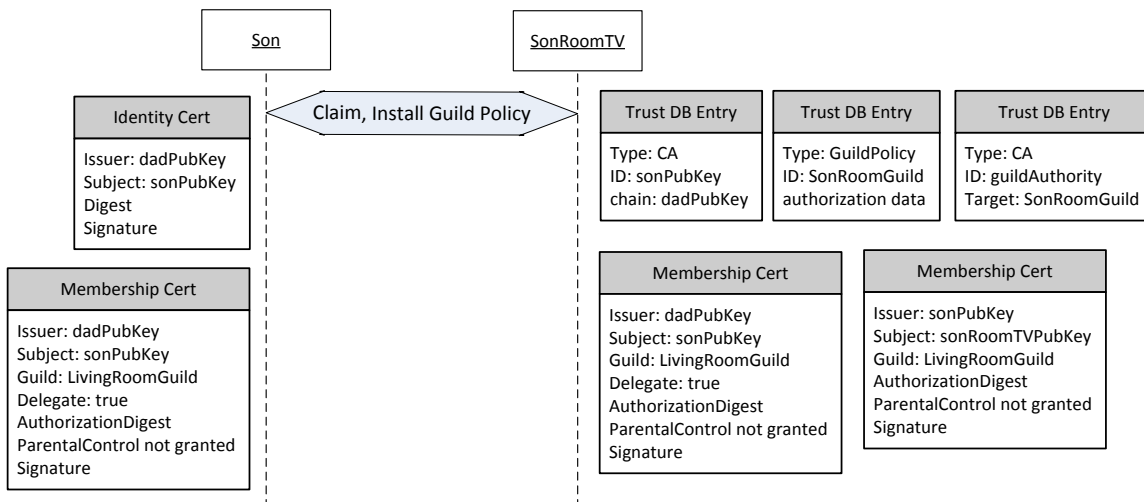 Son
SonRoomTV
Claim, Install Guild Policy
Identity Cert
Issuer: dadPubKey
Subject: sonPubKey
Digest
Signature
Trust DB Entry
Type: CA
ID: sonPubKey
chain: dadPubKey
Trust DB Entry
Type: GuildPolicy
ID: SonRoomGuild
authorization data
Trust DB Entry
Type: CA
ID: guildAuthority
Target: SonRoomGuild
Membership Cert
Issuer: dadPubKey
Subject: sonPubKey
Guild: LivingRoomGuild
Delegate: true
AuthorizationDigest
ParentalControl not granted
Signature
Membership Cert
Issuer: dadPubKey
Subject: sonPubKey
Guild: LivingRoomGuild
Delegate: true
AuthorizationDigest
ParentalControl not granted
Signature
Membership Cert
Issuer: sonPubKey
Subject: sonRoomTVPubKey
Guild: LivingRoomGuild
AuthorizationDigest
ParentalControl not granted
Signature